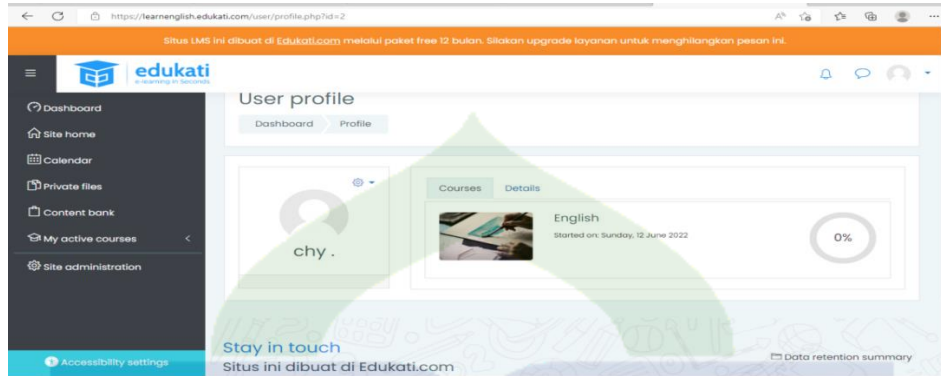 https://learnenglish.edukati.com/user/profile.php?id=2
Situs LMS ini dibuat di Edukati.com melalui paket free 12 bulan. Silakan upgrade layanan untuk menghilangkan pesan ini.
edukati
e-learning in Seconds
Dashboard
Site home
Calendar
Private files
Content bank
My active courses
Site administration
Accessibility settings
User profile
Dashboard
Profile
chy .
Courses Details
English
Started on: Sunday, 12 June 2022
0%
Stay in touch
Situs ini dibuat di Edukati.com
Data retention summary